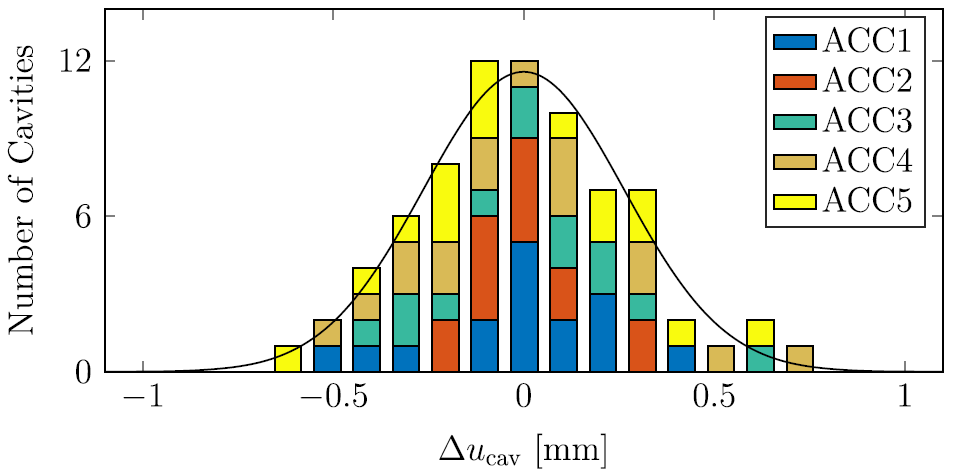 Number of Cavities
12
6
0
−1
−0.5
0
0.5
1
Δu_cav [mm]
ACC1
ACC2
ACC3
ACC4
ACC5